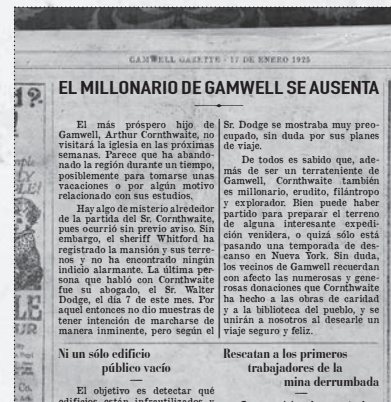 GAMWELL GAZETTE - 17 DE ENERO 1925
EL MILLONARIO DE GAMWELL SE AUSENTA
El más próspero hijo de
Gamwell, Arthur Cornthwaite, no
visitará la iglesia en las próximas
semanas. Parece que ha abando-
nado la región durante un tiempo,
posiblemente para tomarse unas
vacaciones o por algún motivo
relacionado con sus estudios.
Hay algo de misterio alrededor
de la partida del Sr. Cornthwaite,
pues ocurrió sin previo aviso. Sin
embargo, el sheriff Whitford ha
registrado la mansión y sus terre-
nos y no ha encontrado ningún
indicio alarmante. La última per-
sona que habló con Cornthwaite
fue su abogado, el Sr. Walter
Dodge, el día 7 de este mes. Por
aquel entonces no dio muestras de
tener intención de marcharse de
manera inminente, pero según el
Sr. Dodge se mostraba muy preo-
cupado, sin duda por sus planes
de viaje.
De todos es sabido que, ade-
más de ser un terrateniente de
Gamwell, Cornthwaite también
es millonario, erudito, filántropo
y explorador. Bien puede haber
partido para preparar el terreno
de alguna interesante expedi-
ción venidera, o quizá sólo está
pasando una temporada de des-
canso en Nueva York. Sin duda,
los vecinos de Gamwell recuerdan
con afecto las numerosas y gene-
rosas donaciones que Cornthwaite
ha hecho a las obras de caridad
y a la biblioteca del pueblo, y se
unirán a nosotros al desearle un
viaje seguro y feliz.
Ni un sólo edificio
público vacío
El objetivo es detectar qué
edificios están infrautilizados y
Rescatan a los primeros
trabajadores de la
mina derrumbada